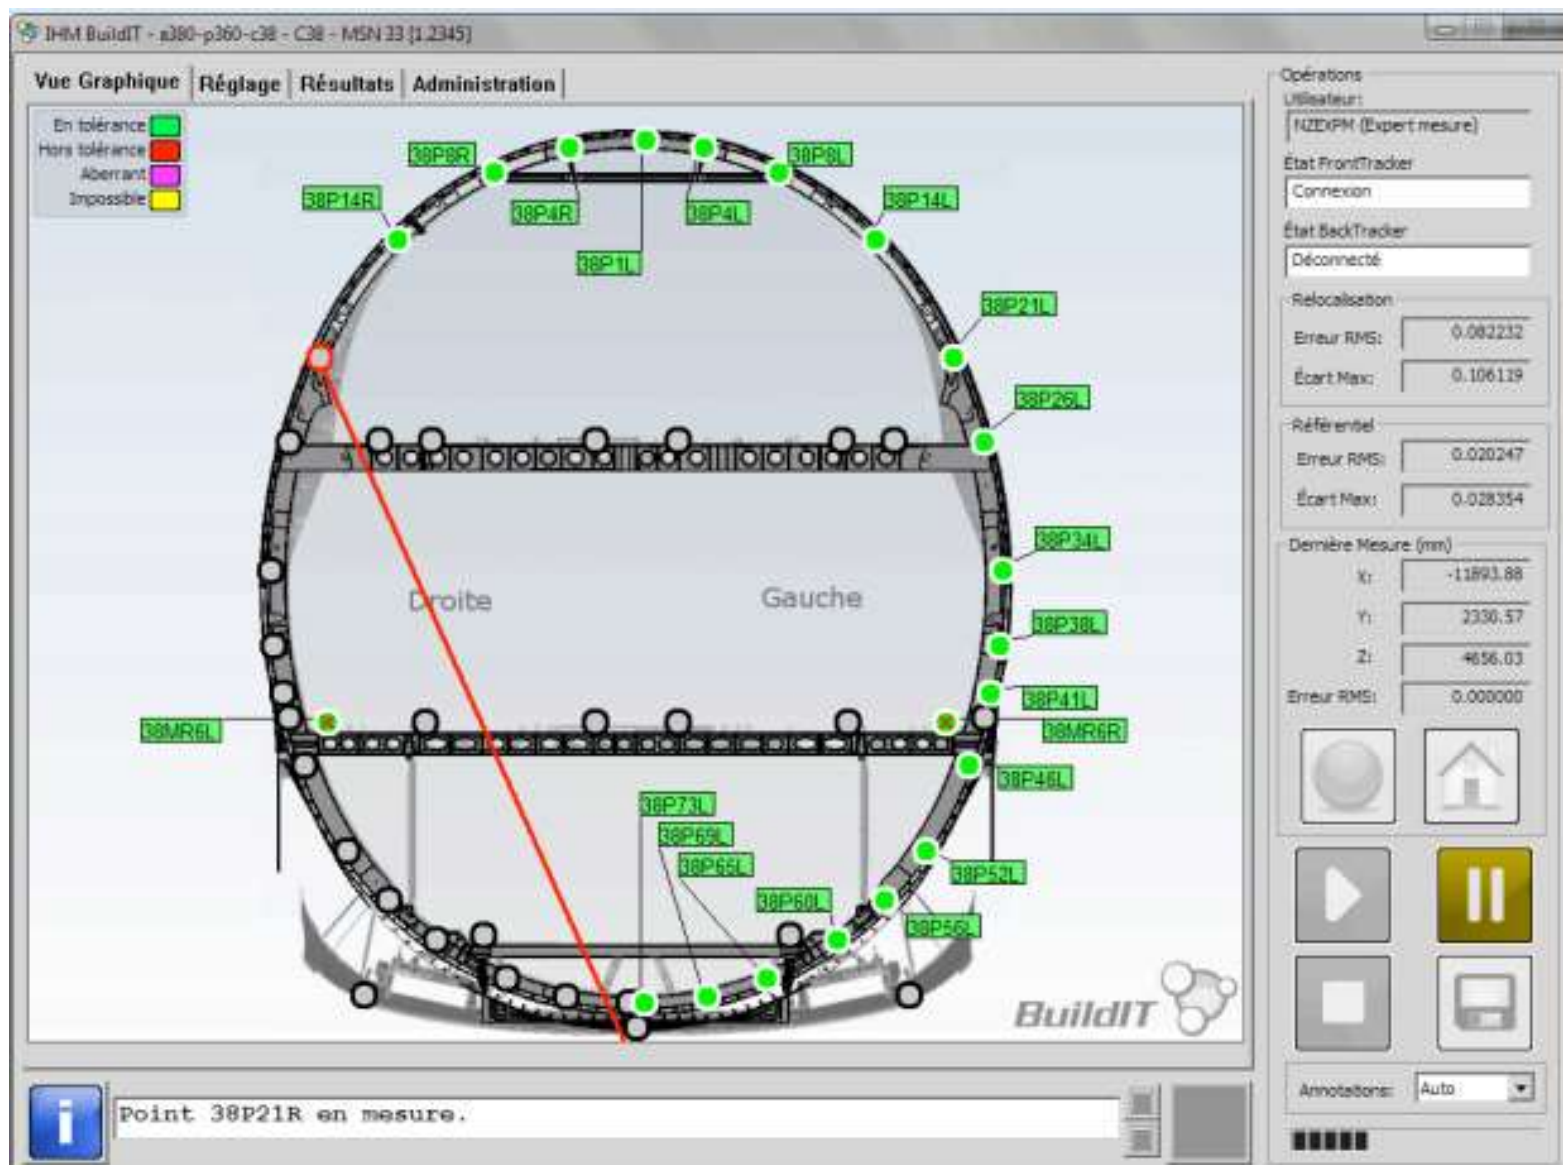 IHM BuildIT - a380-p360-c38 - C38 - MSN 33 [1.2345]
Vue Graphique
Réglage
Résultats
Administration
En tolérance
Hors tolérance
Aberrant
Impossible
38P8R
38P8L
38P14R
38P4R
38P4L
38P14L
38P1L
38P21L
38P26L
38P34L
Droite
Gauche
38P38L
38P41L
38MR6L
38MR6R
38P46L
38P73L
38P69L
38P65L
38P52L
38P60L
38P56L
BuildIT
Point 38P21R en mesure.
Opérations
Utilisateur:
NZEXPM (Expert mesure)
État FrontTracker
Connexion
État BackTracker
Déconnecté
Relocalisation
Erreur RMS: 0.082232
Écart Max: 0.106119
Référentiel
Erreur RMS: 0.020247
Écart Max: 0.028354
Dernière Mesure (mm)
X: -11893.88
Y: 2330.57
Z: 4656.03
Erreur RMS: 0.000000
Annotations: Auto